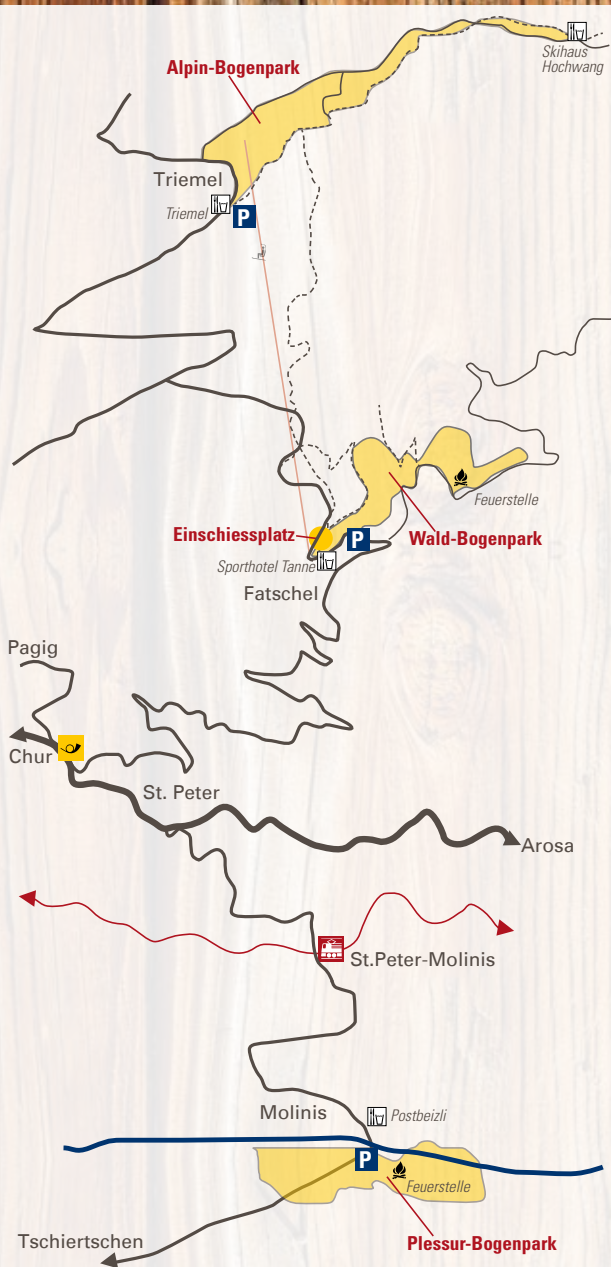 Skihaus
Hochwang
Alpin-Bogenpark
Triemel
Triemel
P
Feuerstelle
Einschiessplatz
P
Wald-Bogenpark
Sporthotel Tanne
Fatschel
Pagig
Chur
St. Peter
Arosa
St.Peter-Molinis
Molinis
Postbeizli
P
Feuerstelle
Tschiertschen
Plessur-Bogenpark